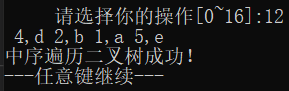 请选择你的操作[0~16]:12
4,d 2,b 1,a 5,e
中序遍历二叉树成功！
---任意键继续---